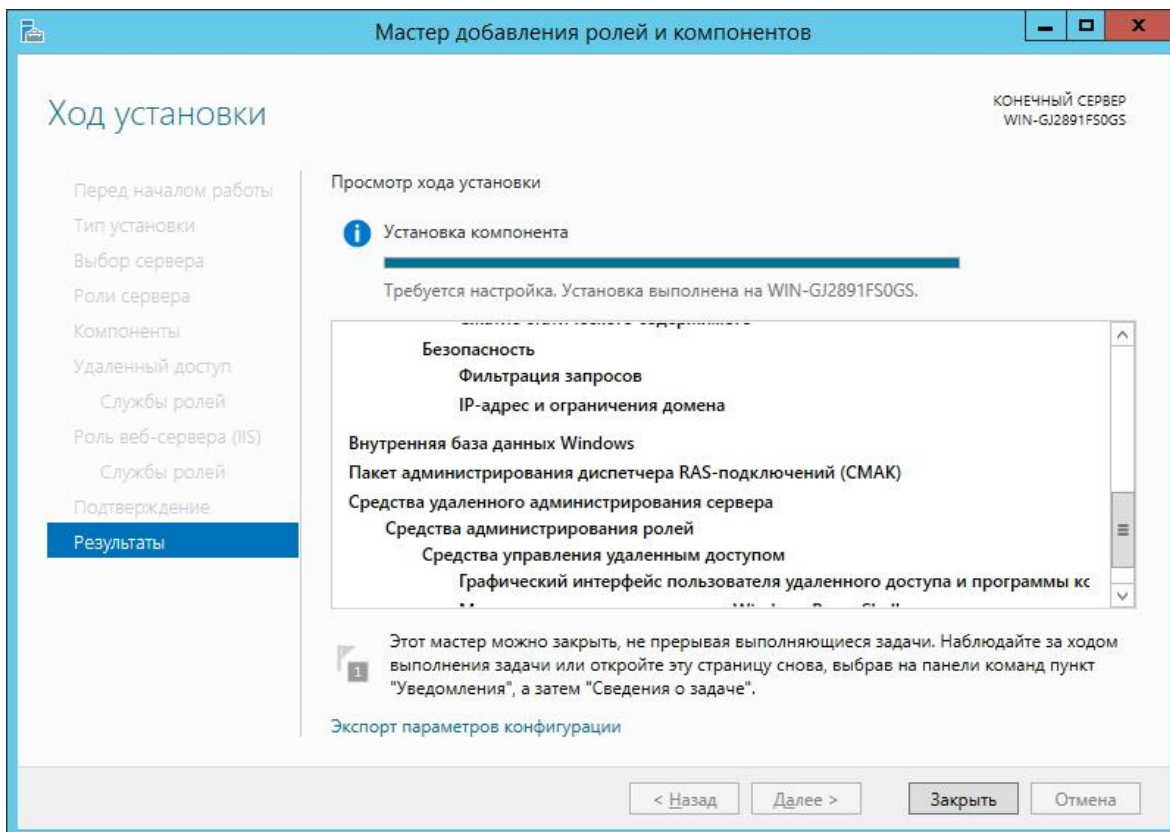 Мастер добавления ролей и компонентов
Ход установки
КОНЕЧНЫЙ СЕРВЕР
WIN-GJ2891FS0GS
Перед началом работы
Тип установки
Выбор сервера
Роли сервера
Компоненты
Удаленный доступ
Службы ролей
Роль веб-сервера (IIS)
Службы ролей
Подтверждение
Результаты
Просмотр хода установки
Установка компонента
Требуется настройка. Установка выполнена на WIN-GJ2891FS0GS.
Безопасность
Фильтрация запросов
IP-адрес и ограничения домена
Внутренняя база данных Windows
Пакет администрирования диспетчера RAS-подключений (CMAK)
Средства удаленного администрирования сервера
Средства администрирования ролей
Средства управления удаленным доступом
Графический интерфейс пользователя удаленного доступа и программы кс
1
Этот мастер можно закрыть, не прерывая выполняющиеся задачи. Наблюдайте за ходом
выполнения задачи или откройте эту страницу снова, выбрав на панели команд пункт
"Уведомления", а затем "Сведения о задаче".
Экспорт параметров конфигурации
< Назад
Далее >
Закрыть
Отмена